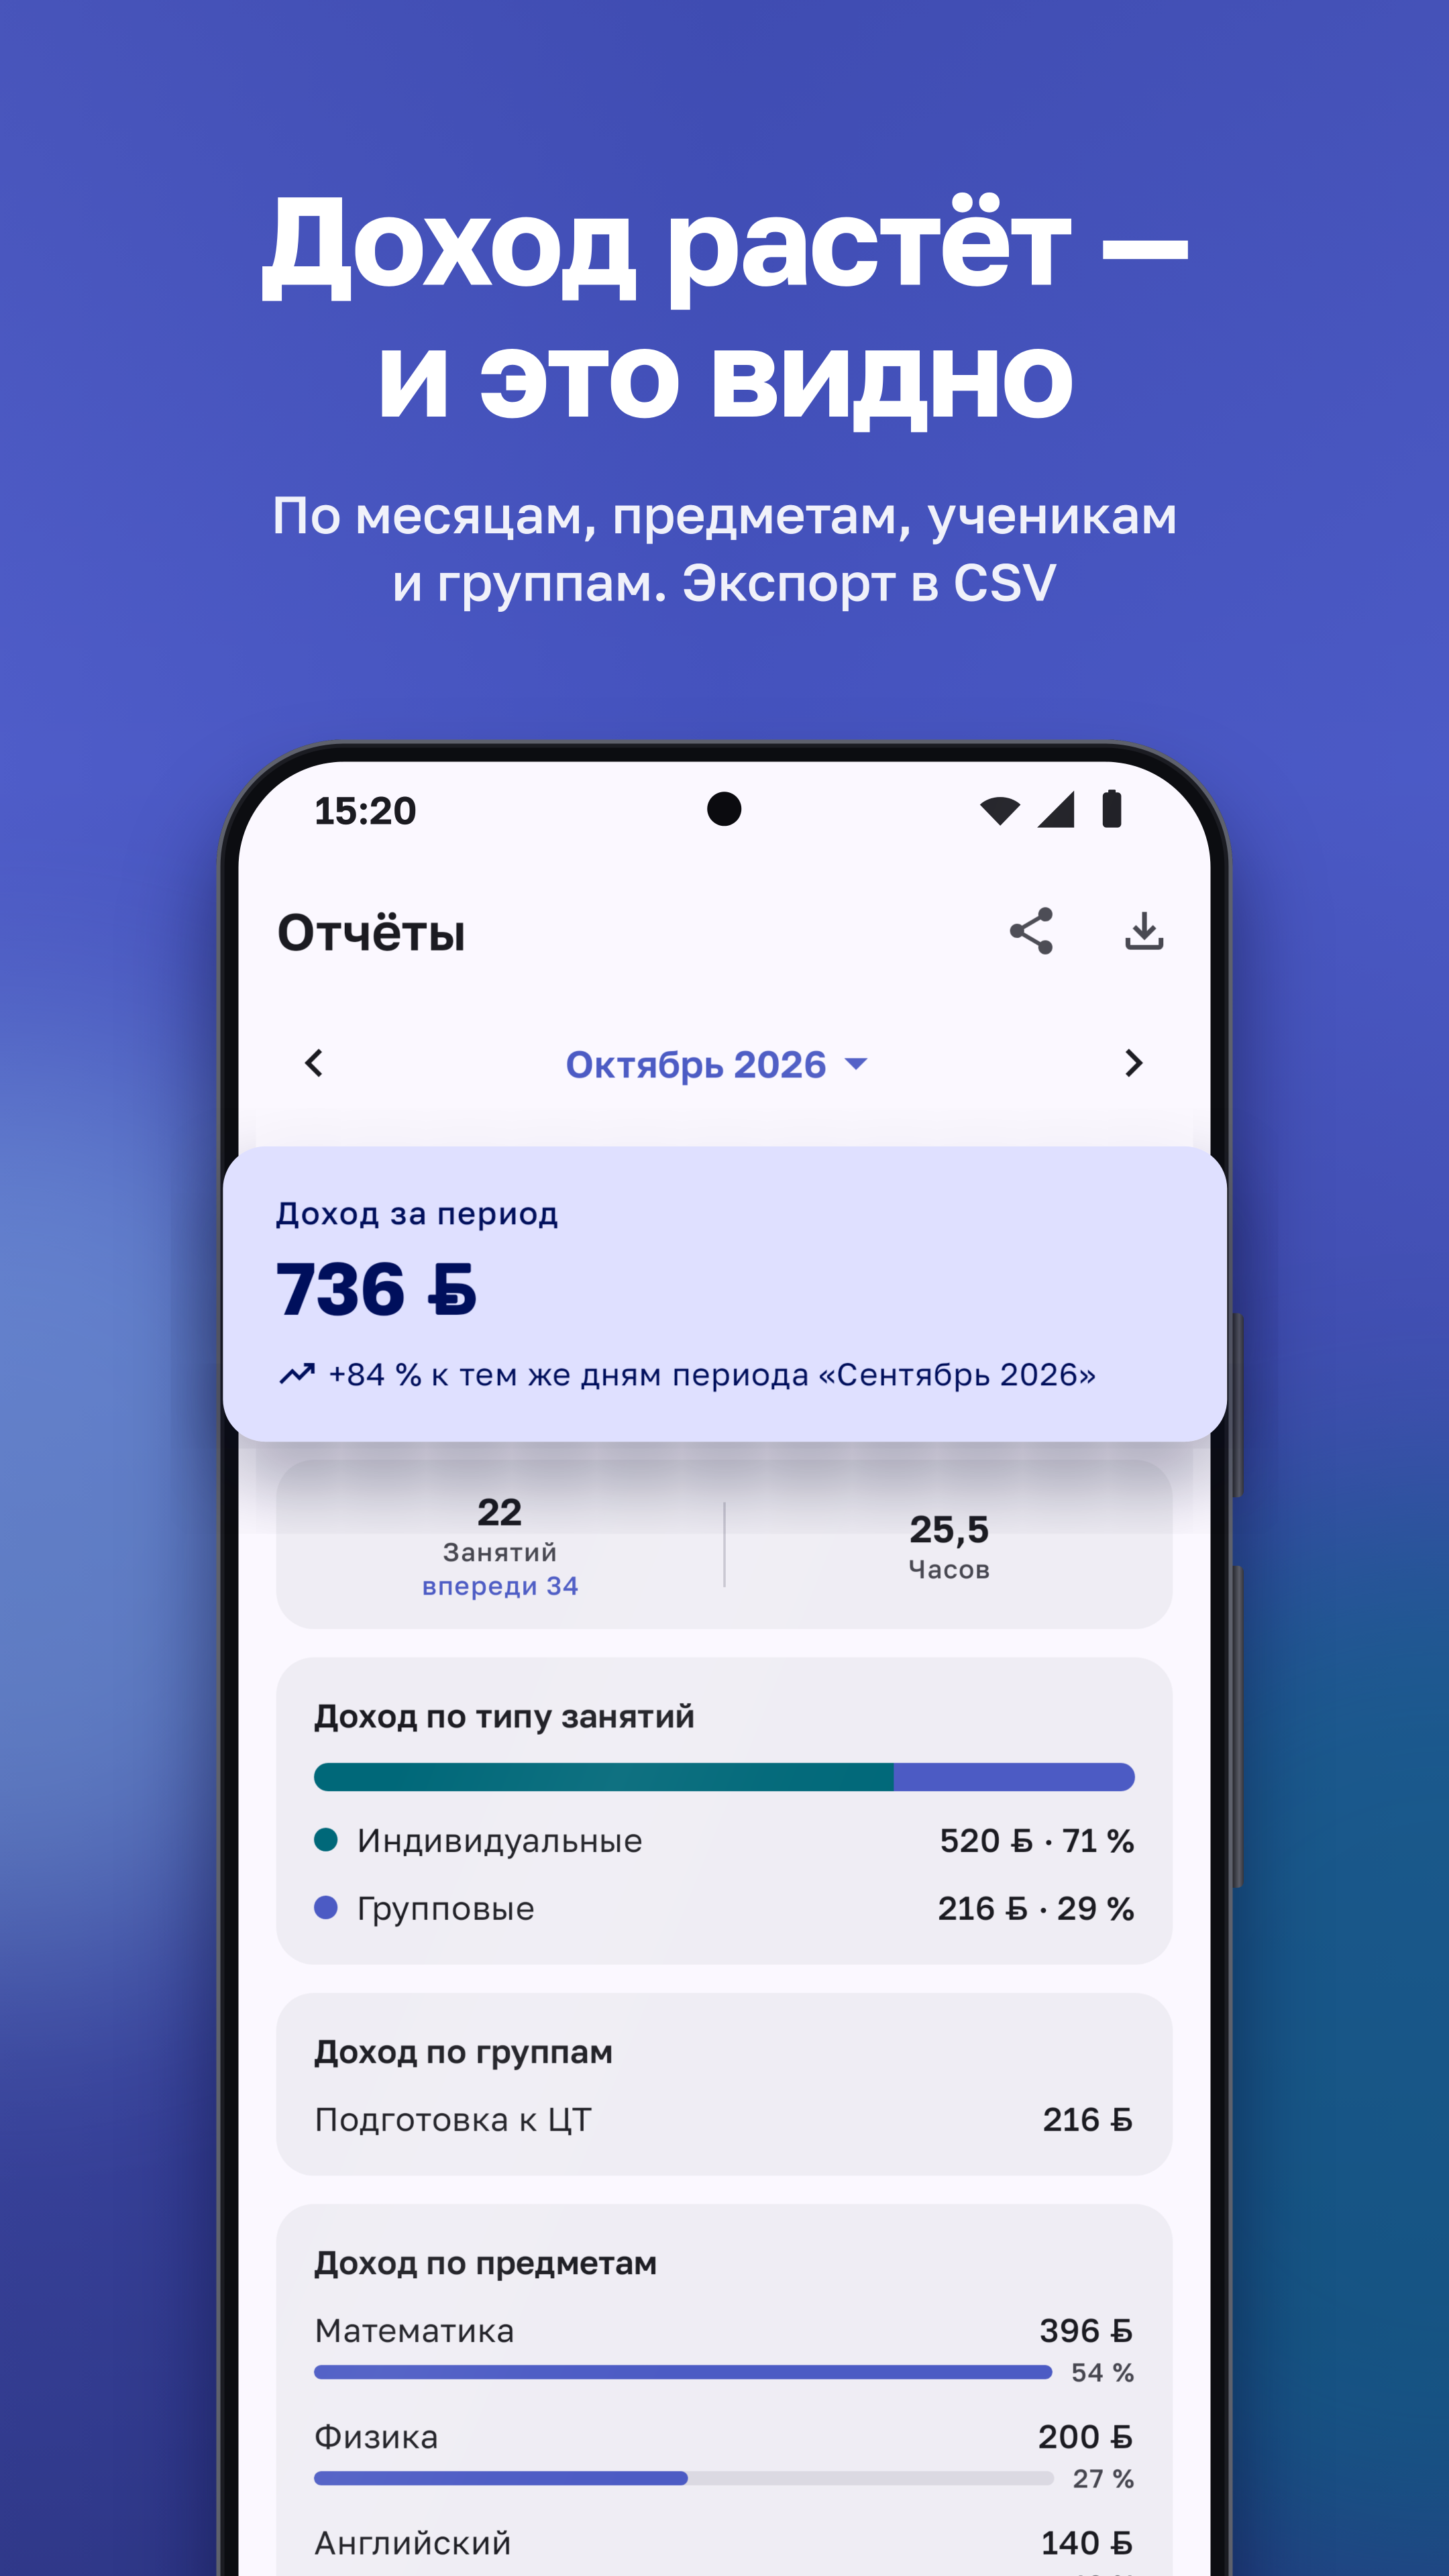 Доход растёт —
и это видно
По месяцам, предметам, ученикам
и группам. Экспорт в CSV
15:20
Отчёты
Октябрь 2026
Доход за период
736 Ƃ
+84 % к тем же дням периода «Сентябрь 2026»
22
Занятий
впереди 34
25,5
Часов
Доход по типу занятий
Индивидуальные 520 Ƃ · 71 %
Групповые 216 Ƃ · 29 %
Доход по группам
Подготовка к ЦТ 216 Ƃ
Доход по предметам
Математика 396 Ƃ
54 %
Физика 200 Ƃ
27 %
Английский 140 Ƃ